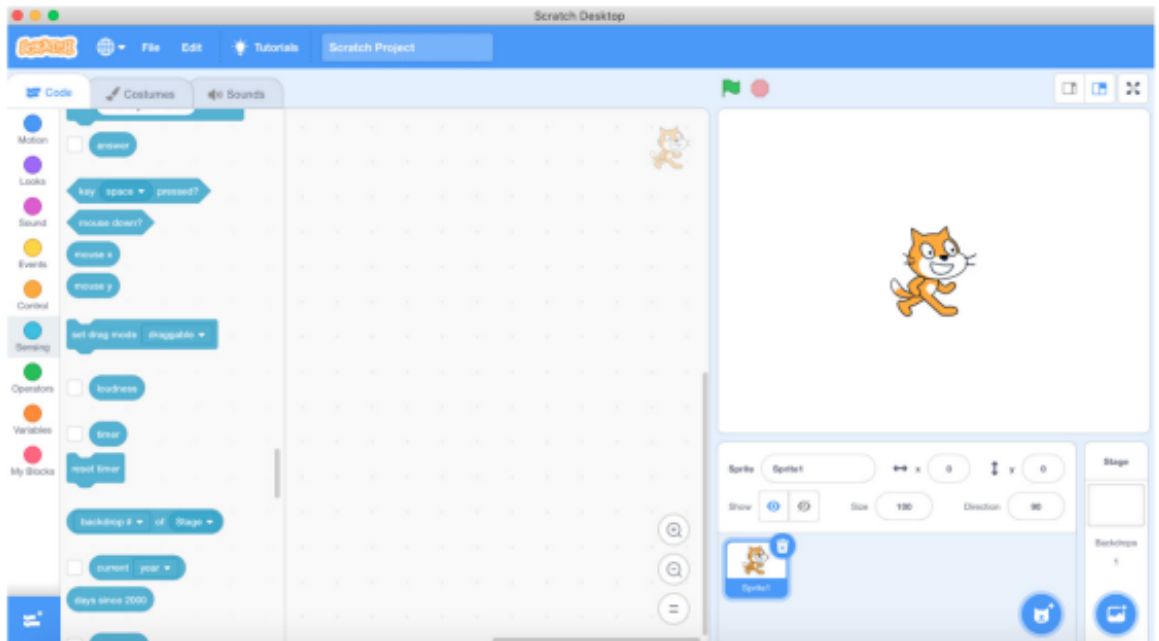 Scratch Desktop
SCRATCH File Edit Tutorials Scratch Project
Code Costumes Sounds
Motion
Looks
Sound
Events
Control
Sensing
Operators
Variables
My Blocks
answer
key space pressed?
mouse down?
mouse x
mouse y
set drag mode draggable
loudness
timer
reset timer
backdrop # of Stage
current year
days since 2000
Sprite Sprite1 x 0 y 0
Show Size 100 Direction 90
Sprite1
Stage
Backdrops
1